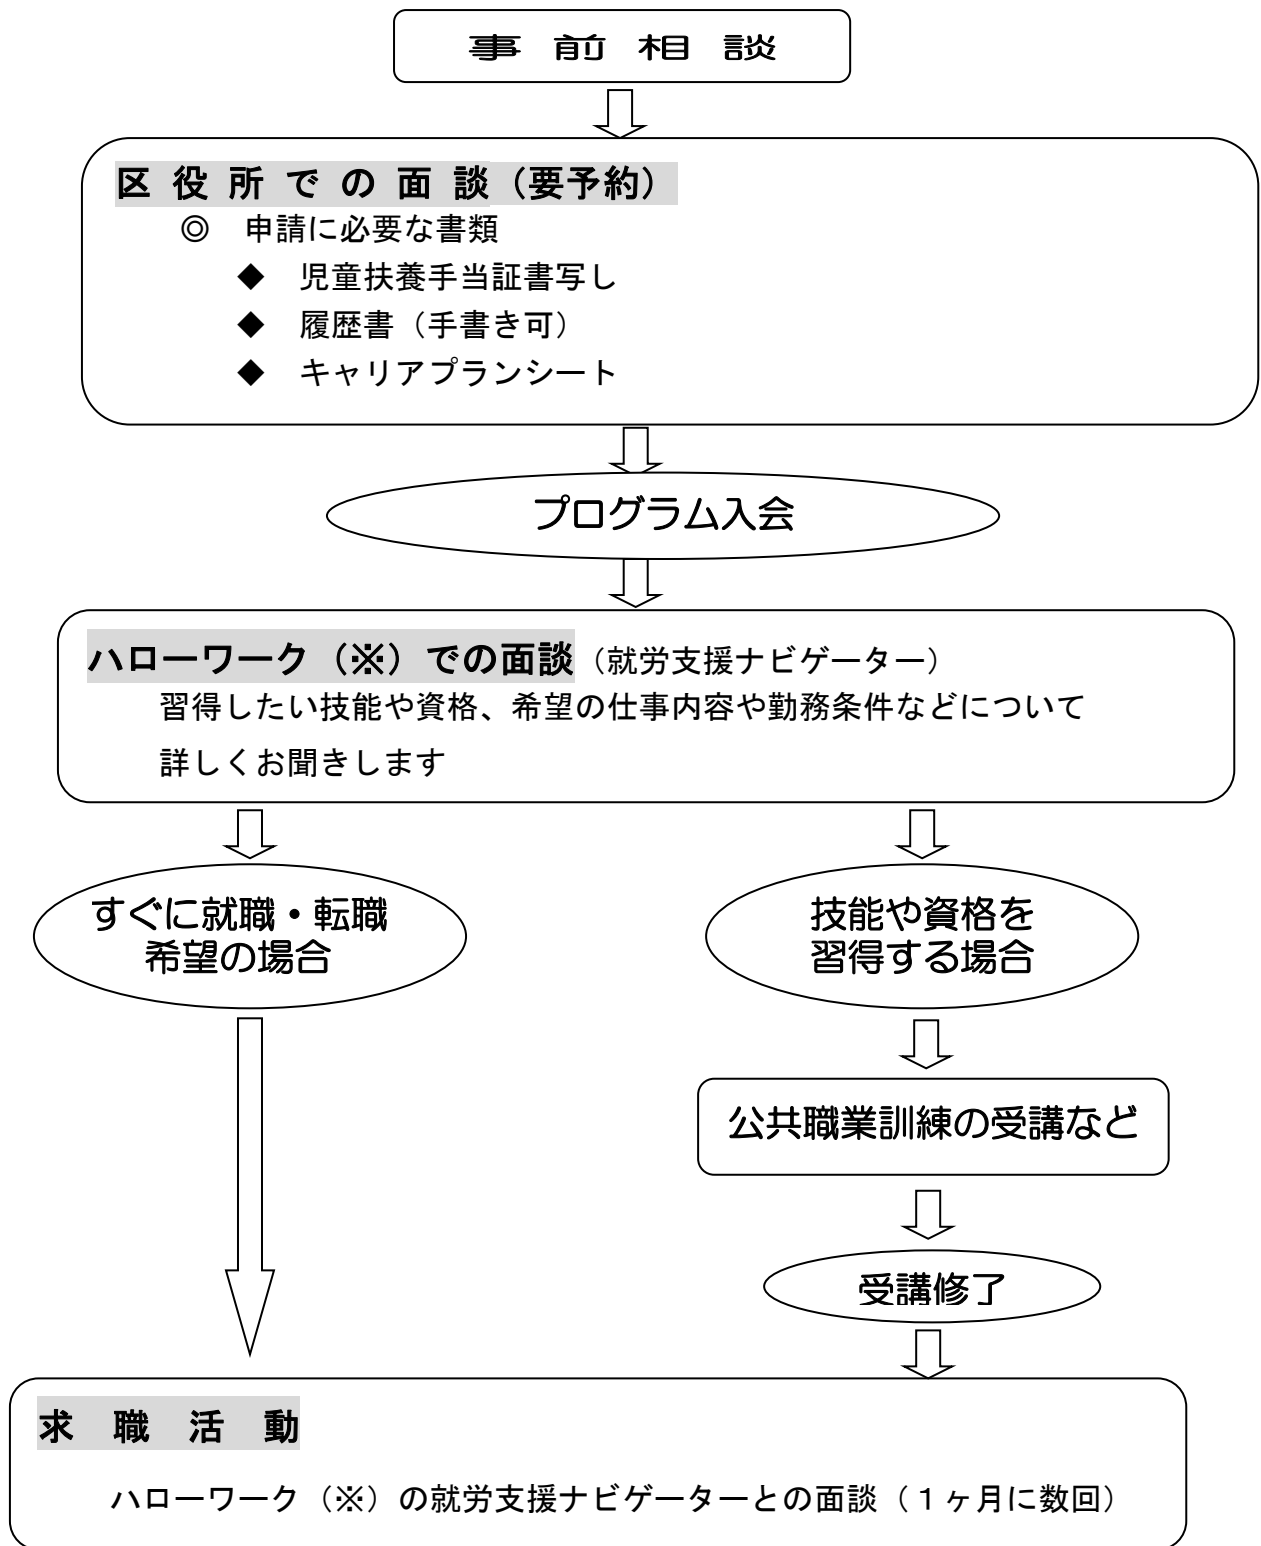 事 前 相 談
区 役 所 で の 面 談（要予約）
◎ 申請に必要な書類
◆ 児童扶養手当証書写し
◆ 履歴書（手書き可）
◆ キャリアプランシート
プログラム入会
ハローワーク（※）での面談（就労支援ナビゲーター）
習得したい技能や資格、希望の仕事内容や勤務条件などについて
詳しくお聞きします
すぐに就職・転職
希望の場合
技能や資格を
習得する場合
公共職業訓練の受講など
受講修了
求 職 活 動
ハローワーク（※）の就労支援ナビゲーターとの面談（１ヶ月に数回）